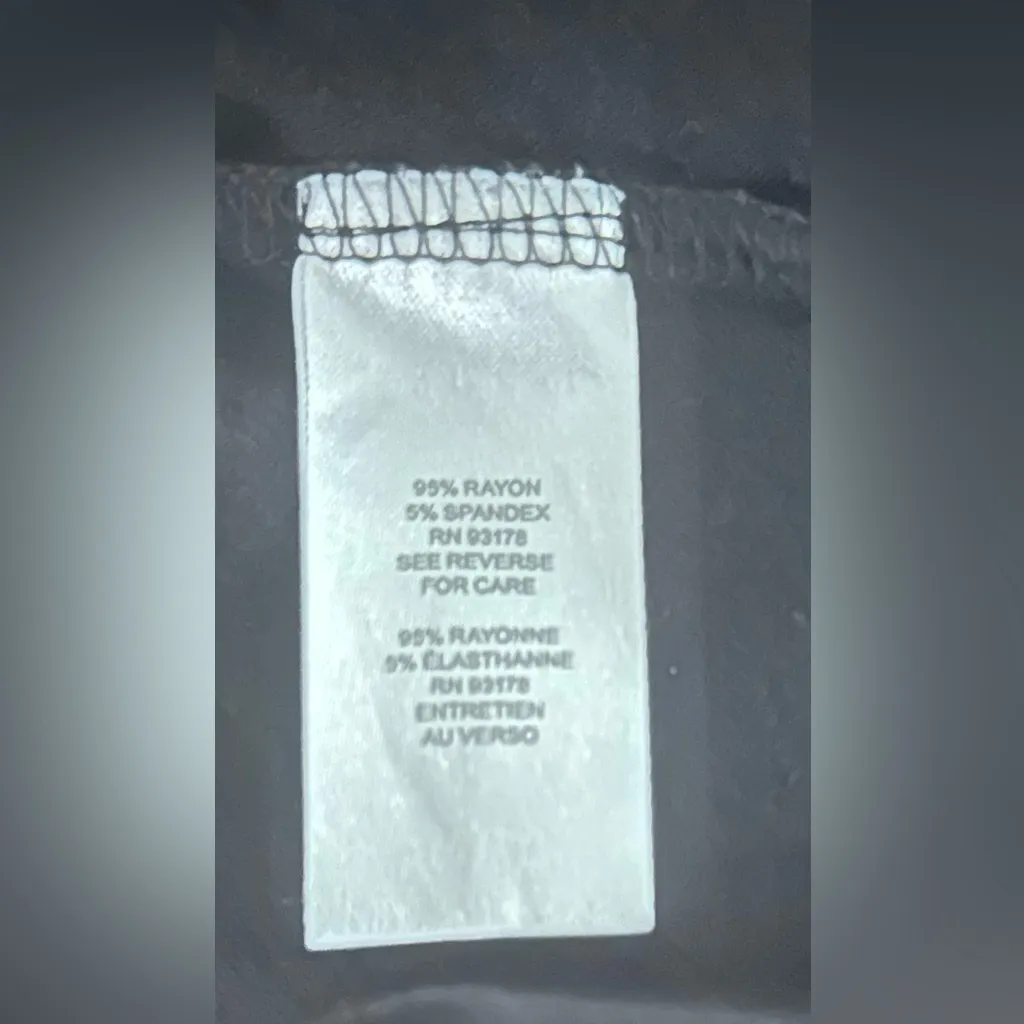 95% RAYON
5% SPANDEX
RN 93178
SEE REVERSE
FOR CARE
95% RAYONNE
5% ÉLASTHANNE
RN 93178
ENTRETIEN
AU VERSO